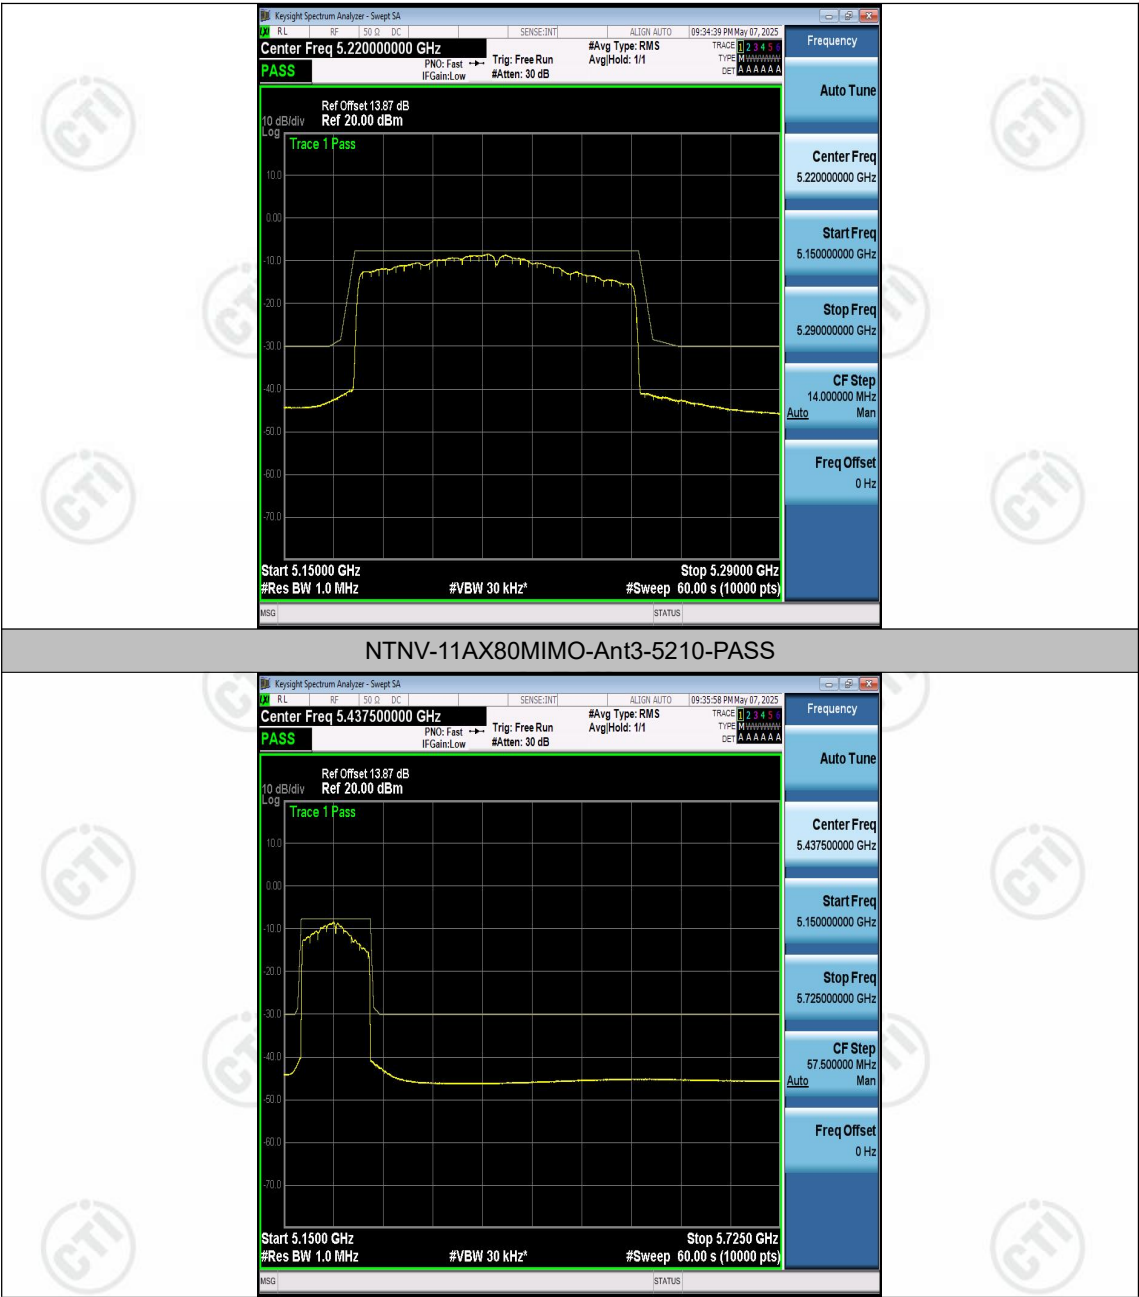 Keysight Spectrum Analyzer - Swept SA
RL RF 50 Ω DC SENSE:INT ALIGN AUTO 09:34:39 PM May 07, 2025
Center Freq 5.220000000 GHz #Avg Type: RMS TRACE 1 2 3 4 5 6
PASS PNO: Fast Trig: Free Run Avg|Hold: 1/1 TYPE M WWWWW
IFGain:Low #Atten: 30 dB DET A A A A A A
Frequency
Auto Tune
Center Freq
5.220000000 GHz
Start Freq
5.150000000 GHz
Stop Freq
5.290000000 GHz
CF Step
14.000000 MHz
Auto Man
Freq Offset
0 Hz
Ref Offset 13.87 dB
10 dB/div Ref 20.00 dBm
Log
Trace 1 Pass
10.0
0.00
-10.0
-20.0
-30.0
-40.0
-50.0
-60.0
-70.0
Start 5.15000 GHz Stop 5.29000 GHz
#Res BW 1.0 MHz #VBW 30 kHz* #Sweep 60.00 s (10000 pts)
MSG STATUS
NTNV-11AX80MIMO-Ant3-5210-PASS
Keysight Spectrum Analyzer - Swept SA
RL RF 50 Ω DC SENSE:INT ALIGN AUTO 09:35:58 PM May 07, 2025
Center Freq 5.437500000 GHz #Avg Type: RMS TRACE 1 2 3 4 5 6
PASS PNO: Fast Trig: Free Run Avg|Hold: 1/1 TYPE M WWWWW
IFGain:Low #Atten: 30 dB DET A A A A A A
Frequency
Auto Tune
Center Freq
5.437500000 GHz
Start Freq
5.150000000 GHz
Stop Freq
5.725000000 GHz
CF Step
57.500000 MHz
Auto Man
Freq Offset
0 Hz
Ref Offset 13.87 dB
10 dB/div Ref 20.00 dBm
Log
Trace 1 Pass
10.0
0.00
-10.0
-20.0
-30.0
-40.0
-50.0
-60.0
-70.0
Start 5.1500 GHz Stop 5.7250 GHz
#Res BW 1.0 MHz #VBW 30 kHz* #Sweep 60.00 s (10000 pts)
MSG STATUS
CTI
CTI
CTI
CTI
CTI
CTI
CTI
CTI
CTI
CTI
CTI
CTI